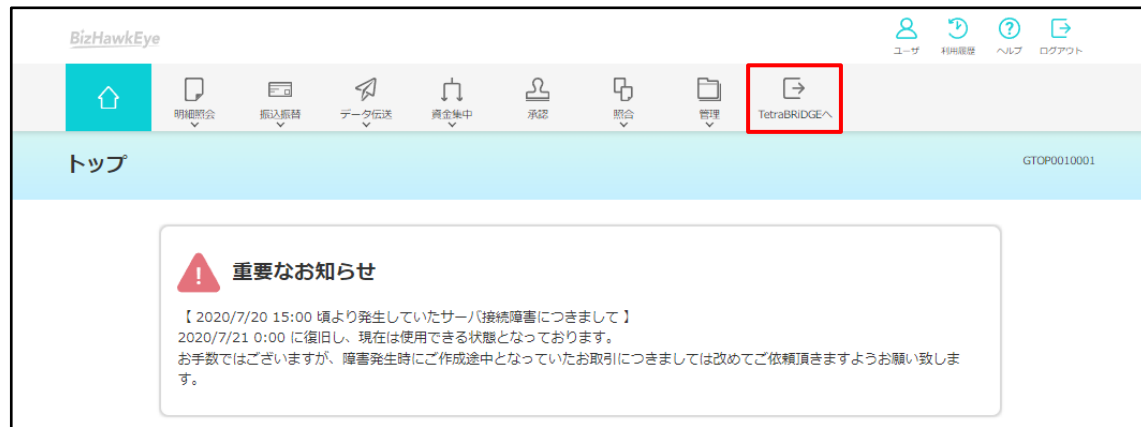 BizHawkEye
ユーザ 利用履歴 ヘルプ ログアウト
明細照会 振込振替 データ伝送 資金集中 承認 照合 管理 TetraBRiDGEへ
トップ
GTOP0010001
重要なお知らせ
【 2020/7/20 15:00 頃より発生していたサーバ接続障害につきまして 】
2020/7/21 0:00 に復旧し、現在は使用できる状態となっております。
お手数ではございますが、障害発生時にご作成途中となっていたお取引につきましては改めてご依頼頂きますようお願い致しま
す。